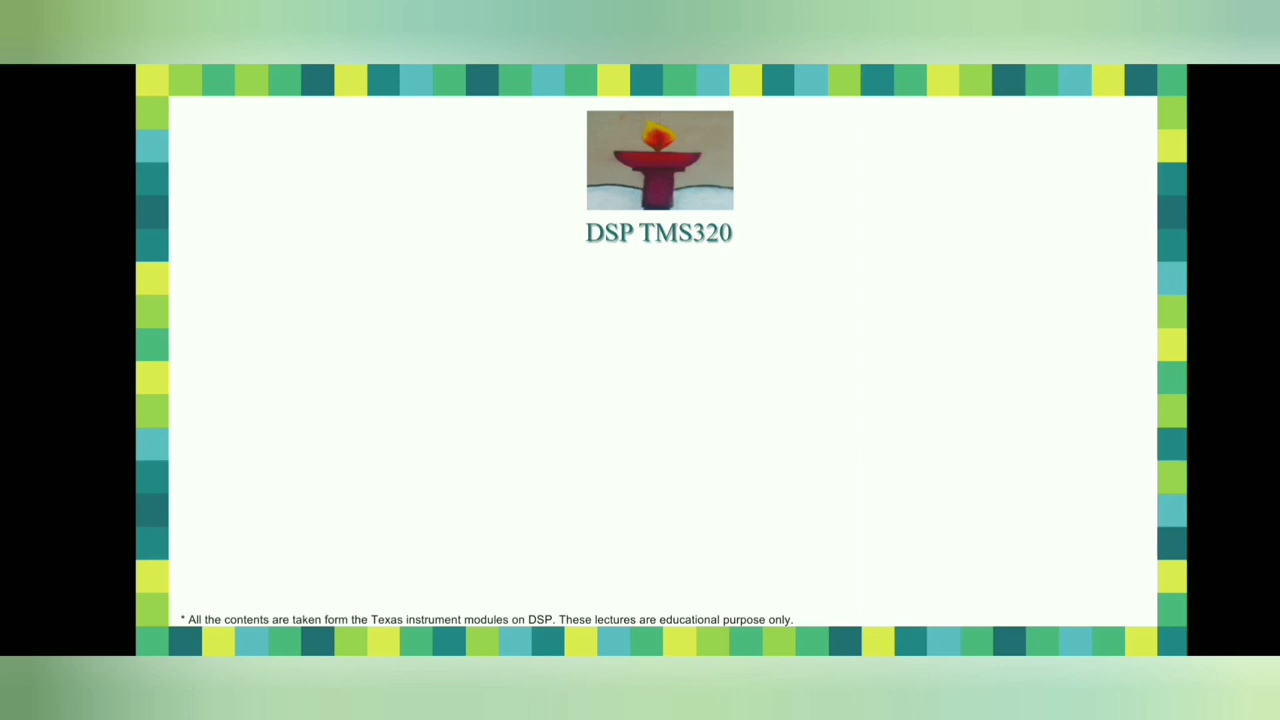 DSP TMS320
* All the contents are taken form the Texas instrument modules on DSP. These lectures are educational purpose only.